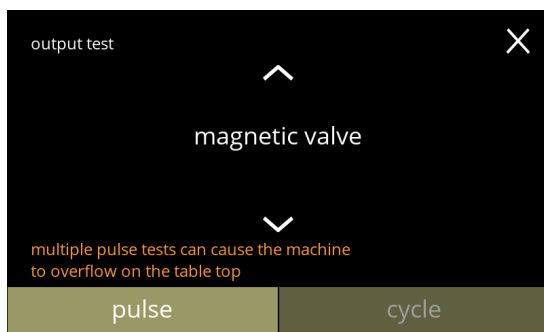 output test
magnetic valve
multiple pulse tests can cause the machine
to overflow on the table top
pulse
cycle